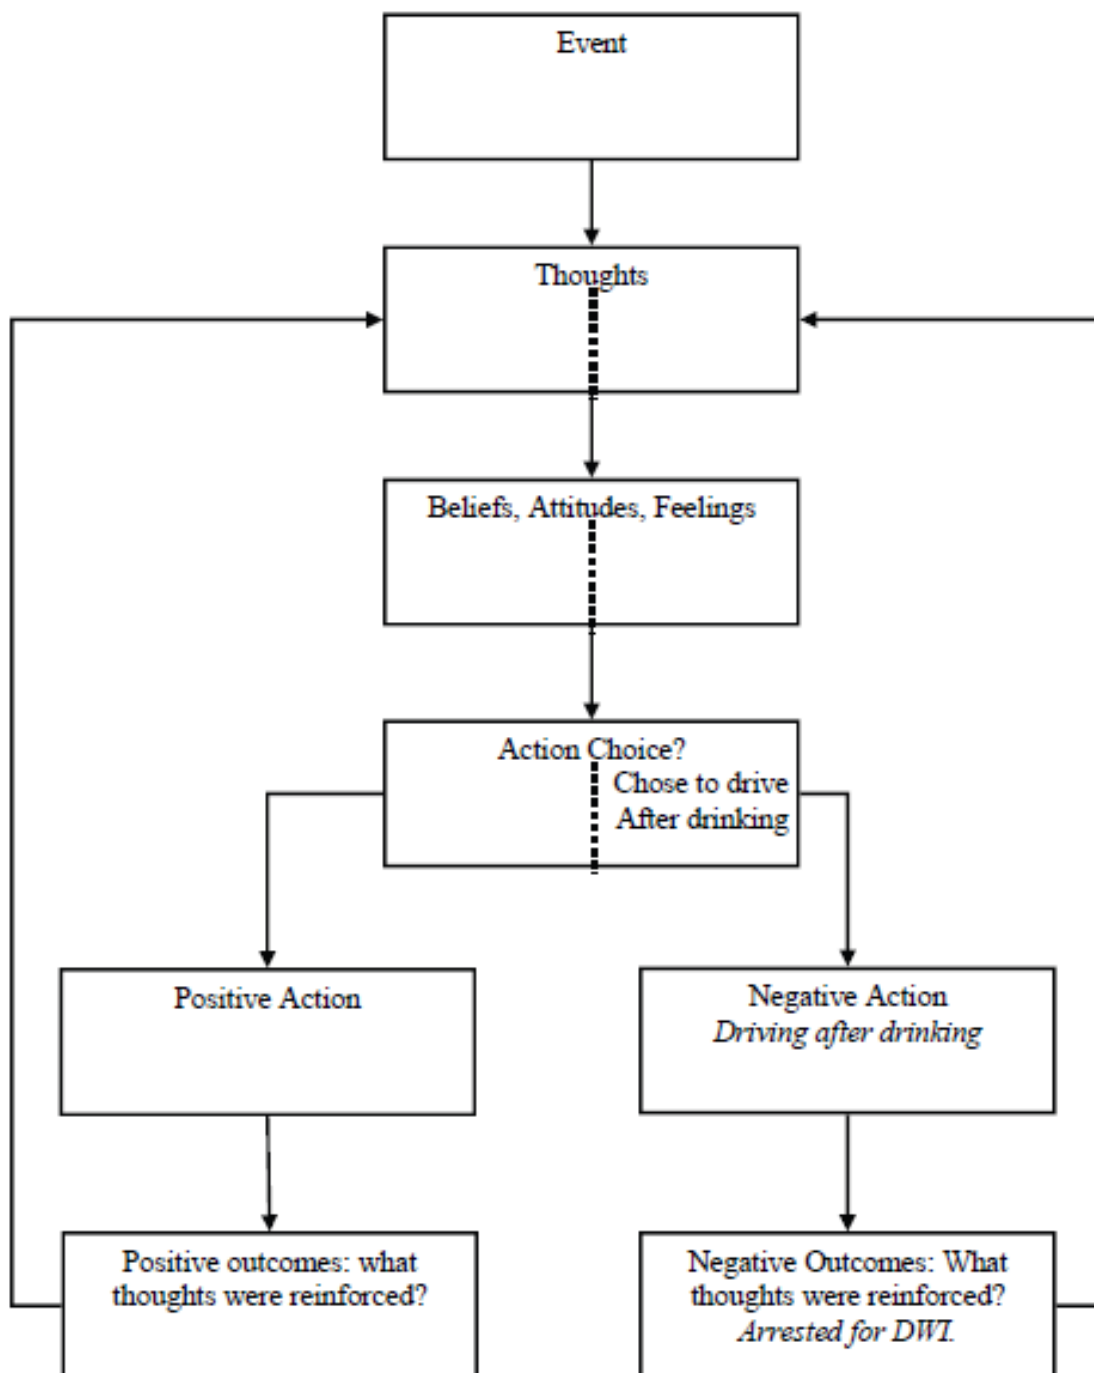 Event
Thoughts
Beliefs, Attitudes, Feelings
Action Choice?
Chose to drive
After drinking
Positive Action
Negative Action
Driving after drinking
Positive outcomes: what
thoughts were reinforced?
Negative Outcomes: What
thoughts were reinforced?
Arrested for DWI.